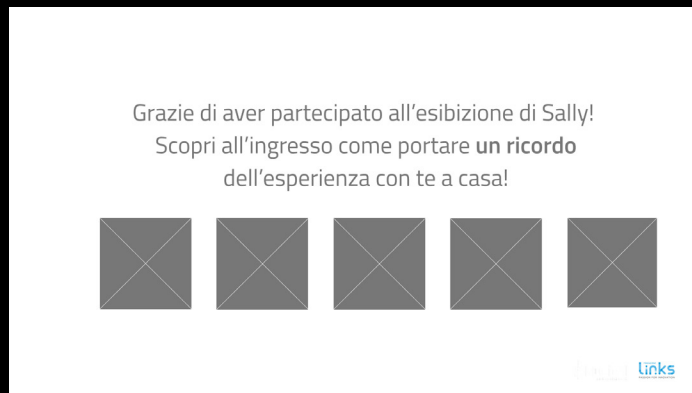 Grazie di aver partecipato all’esibizione di Sally!
Scopri all’ingresso come portare un ricordo
dell’esperienza con te a casa!
links